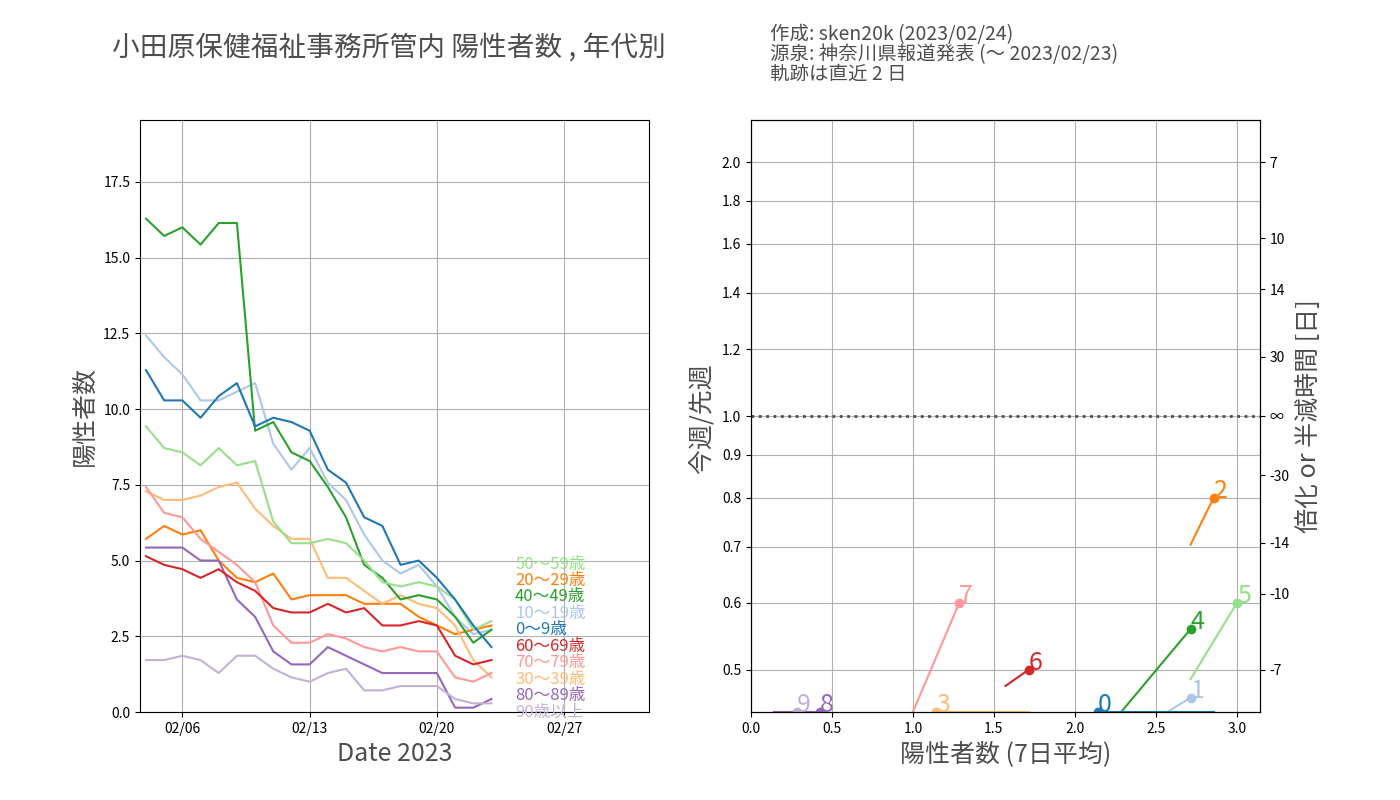 小田原保健福祉事務所管内 陽性者数 , 年代別
作成: sken20k (2023/02/24)
源泉: 神奈川県報道発表 (〜 2023/02/23)
軌跡は直近 2 日
陽性者数
17.5
15.0
12.5
10.0
7.5
5.0
2.5
0.0
50〜59歳
20〜29歳
40〜49歳
10〜19歳
0〜9歳
60〜69歳
70〜79歳
30〜39歳
80〜89歳
90歳以上
02/06 02/13 02/20 02/27
Date 2023
今週/先週
2.0
1.8
1.6
1.4
1.2
1.0
0.9
0.8
0.7
0.6
0.5
2
7
5
4
6
1
9 8 3 0
7
10
14
30
∞
-30
-14
-10
-7
倍化 or 半減時間 [日]
0.0 0.5 1.0 1.5 2.0 2.5 3.0
陽性者数 (7日平均)